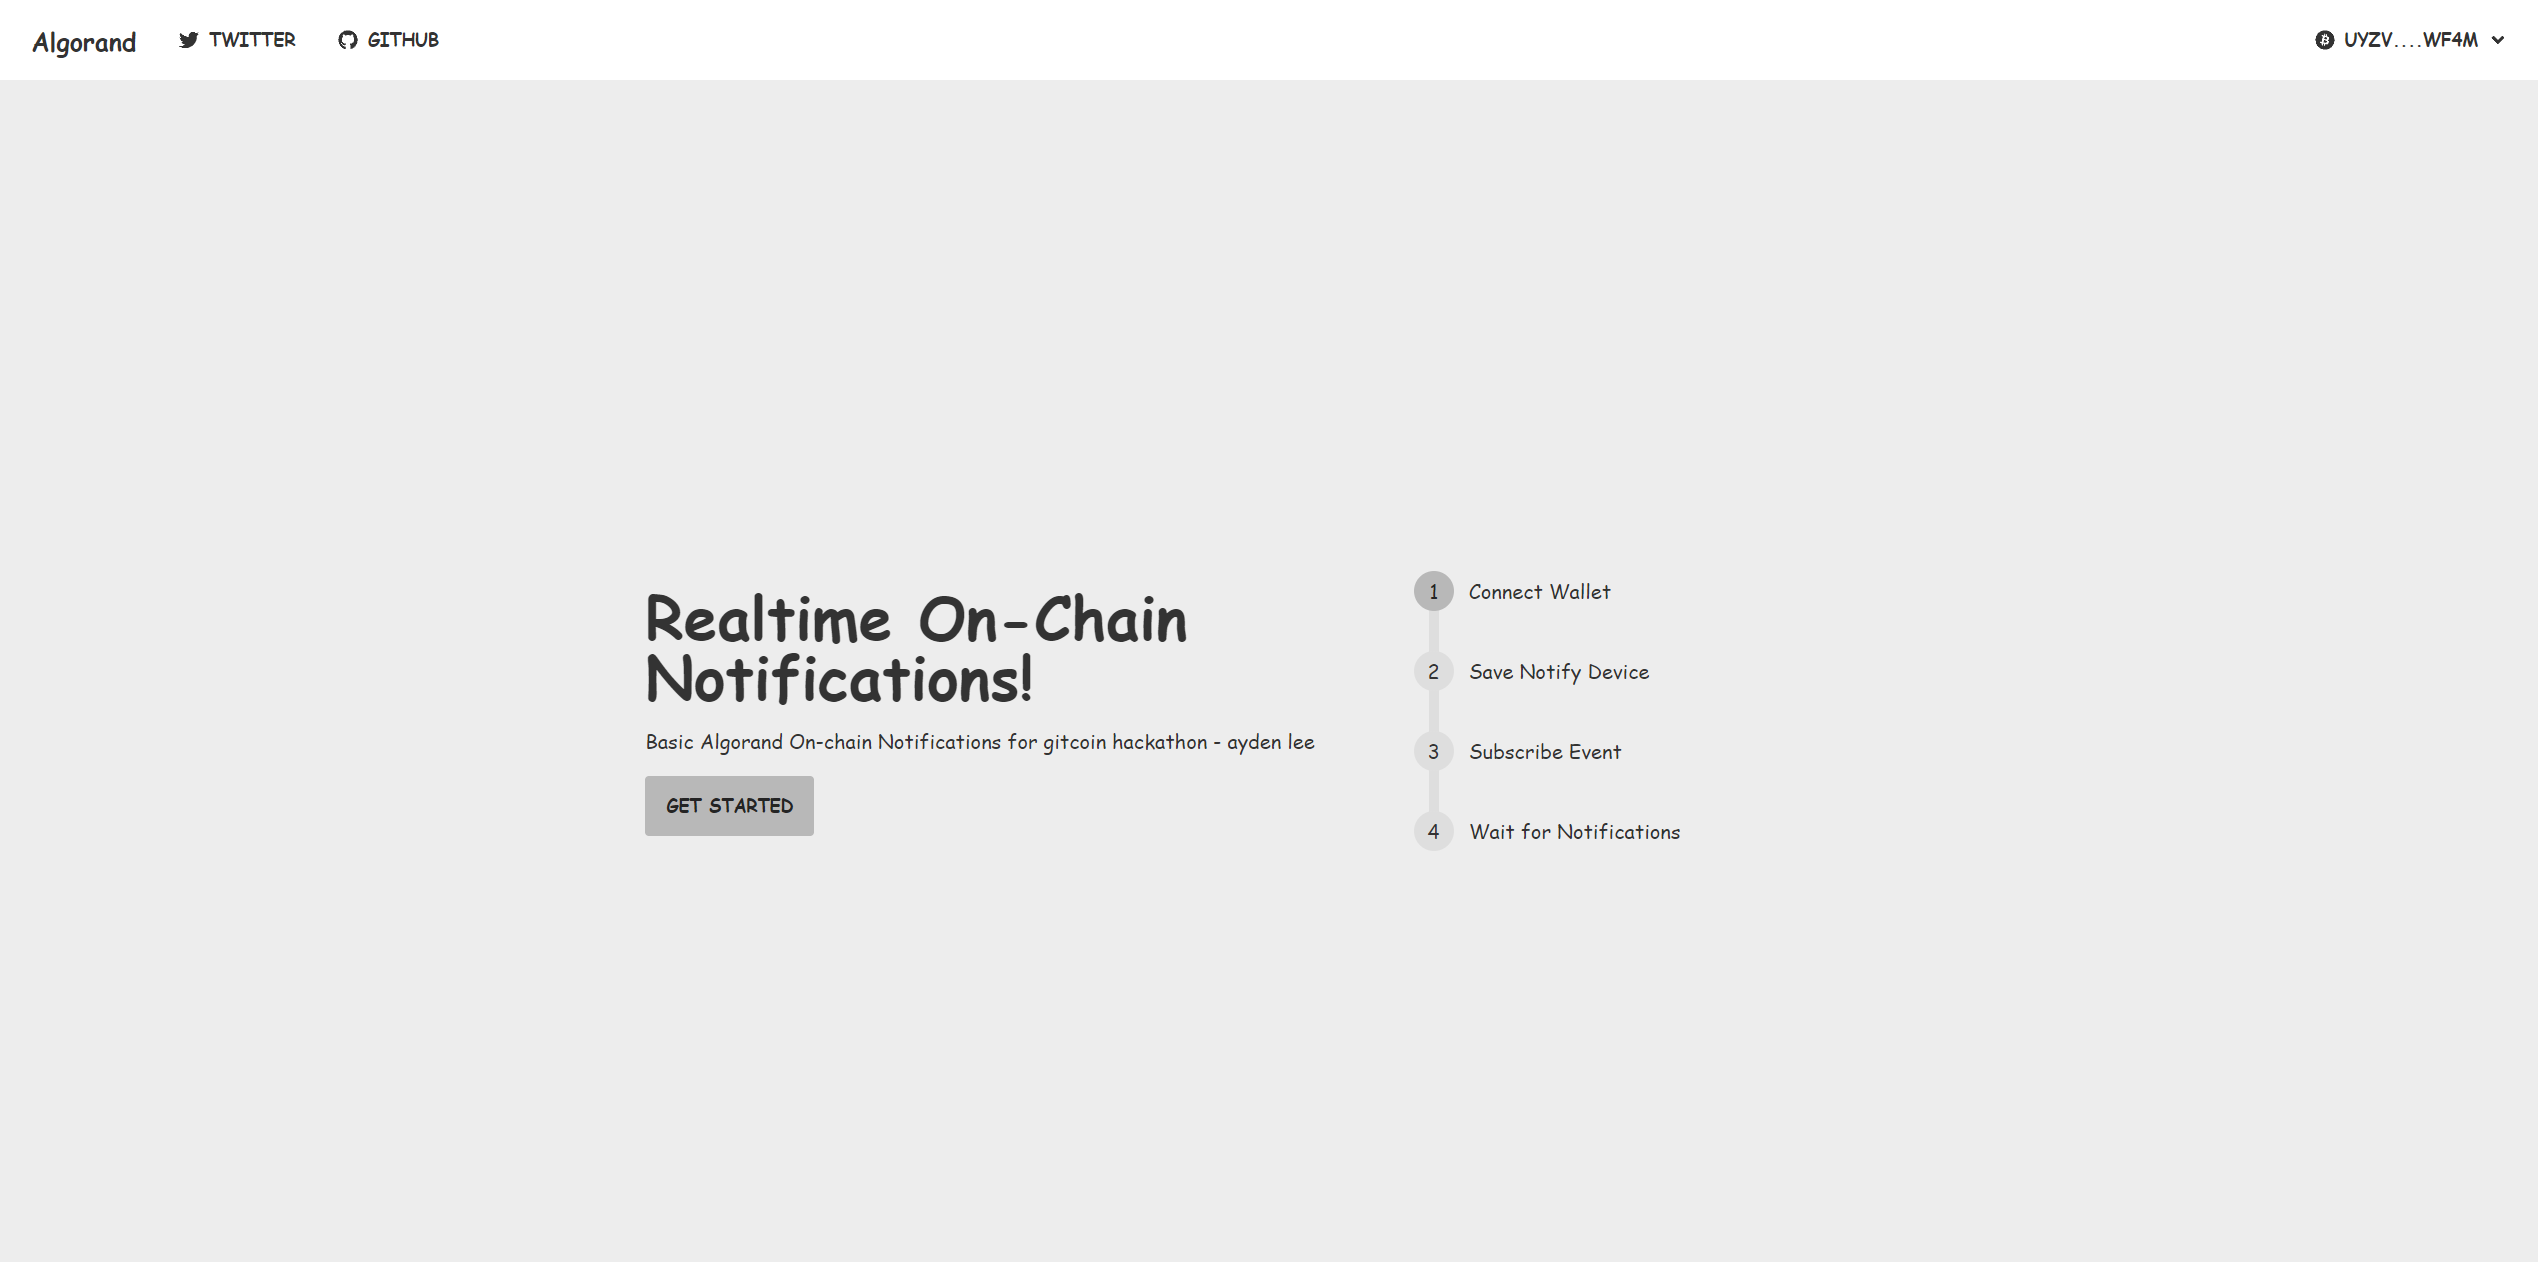 Algorand TWITTER GITHUB UYZV....WF4M
Realtime On-Chain
Notifications!
Basic Algorand On-chain Notifications for gitcoin hackathon - ayden lee
GET STARTED
1 Connect Wallet
2 Save Notify Device
3 Subscribe Event
4 Wait for Notifications